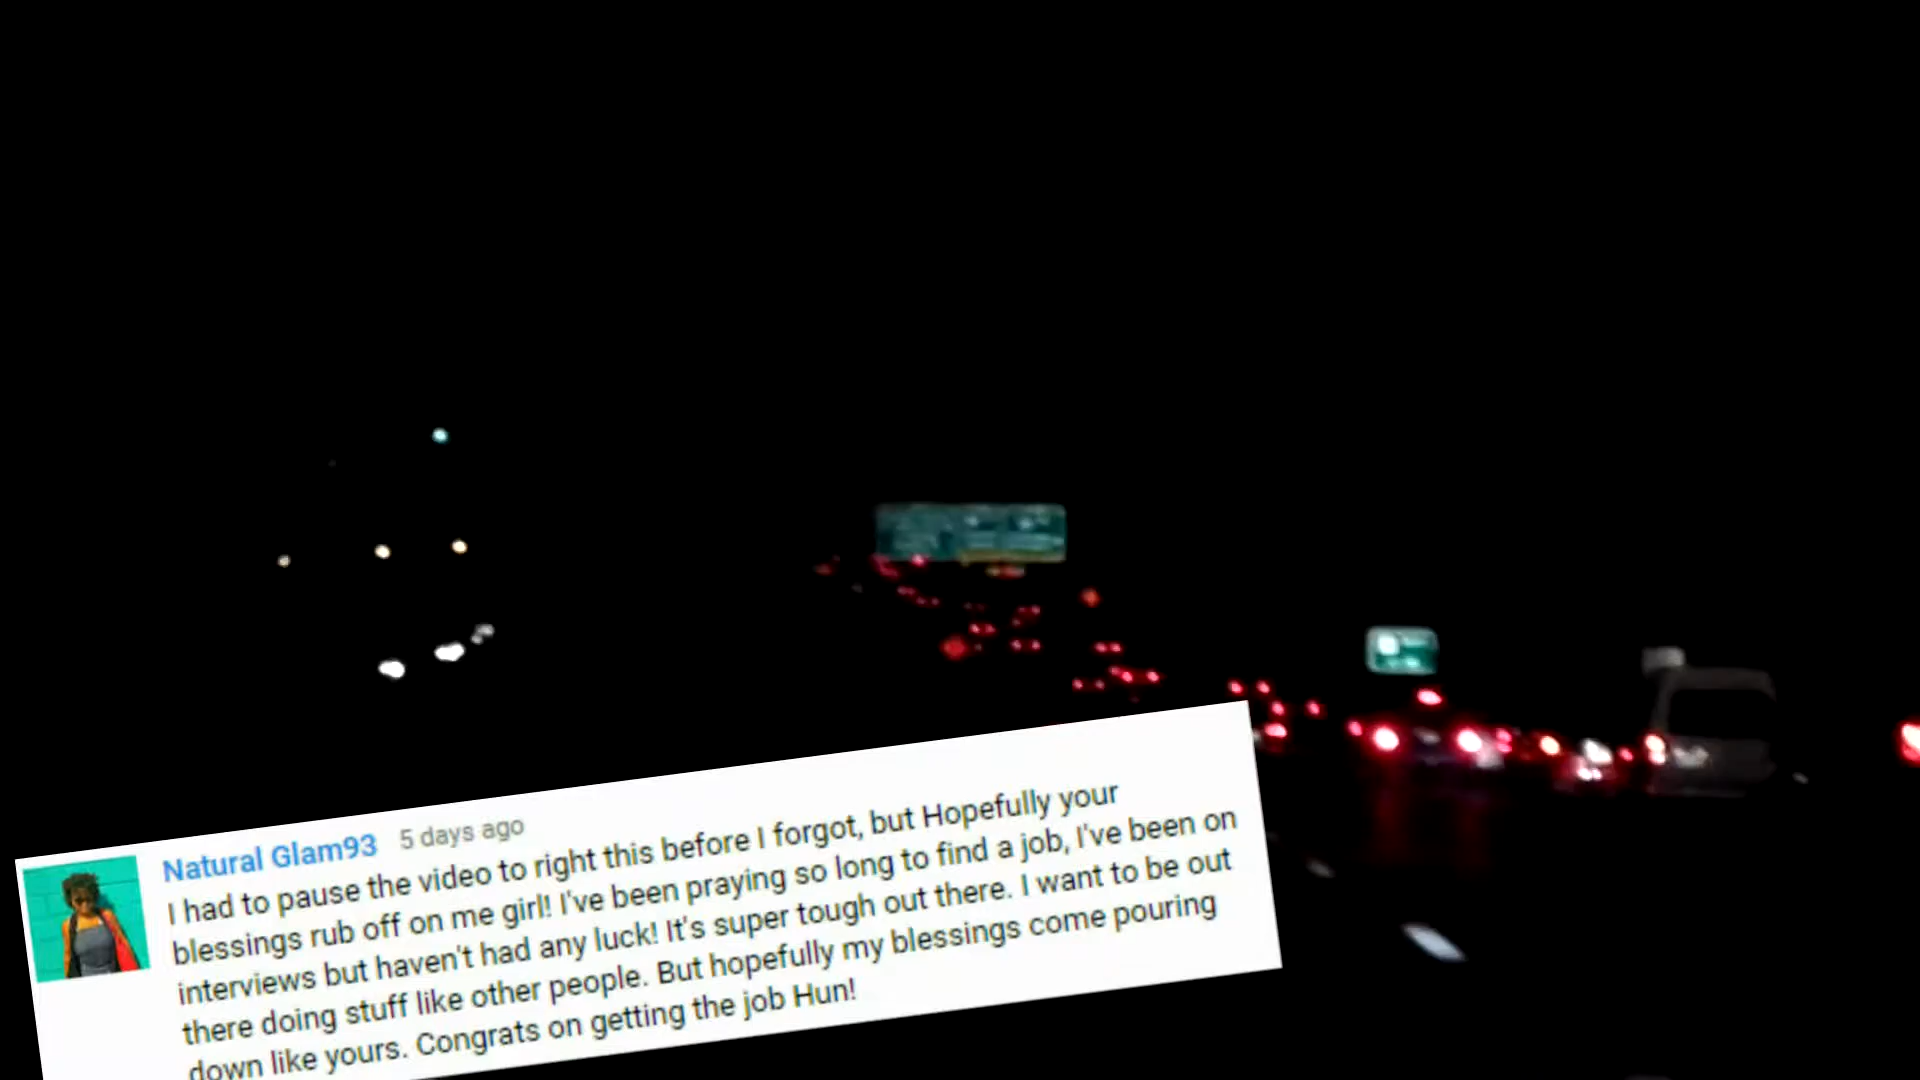 Natural Glam93 5 days ago
I had to pause the video to right this before I forgot, but Hopefully your
blessings rub off on me girl! I've been praying so long to find a job, I've been on
interviews but haven't had any luck! It's super tough out there. I want to be out
there doing stuff like other people. But hopefully my blessings come pouring
down like yours. Congrats on getting the job Hun!